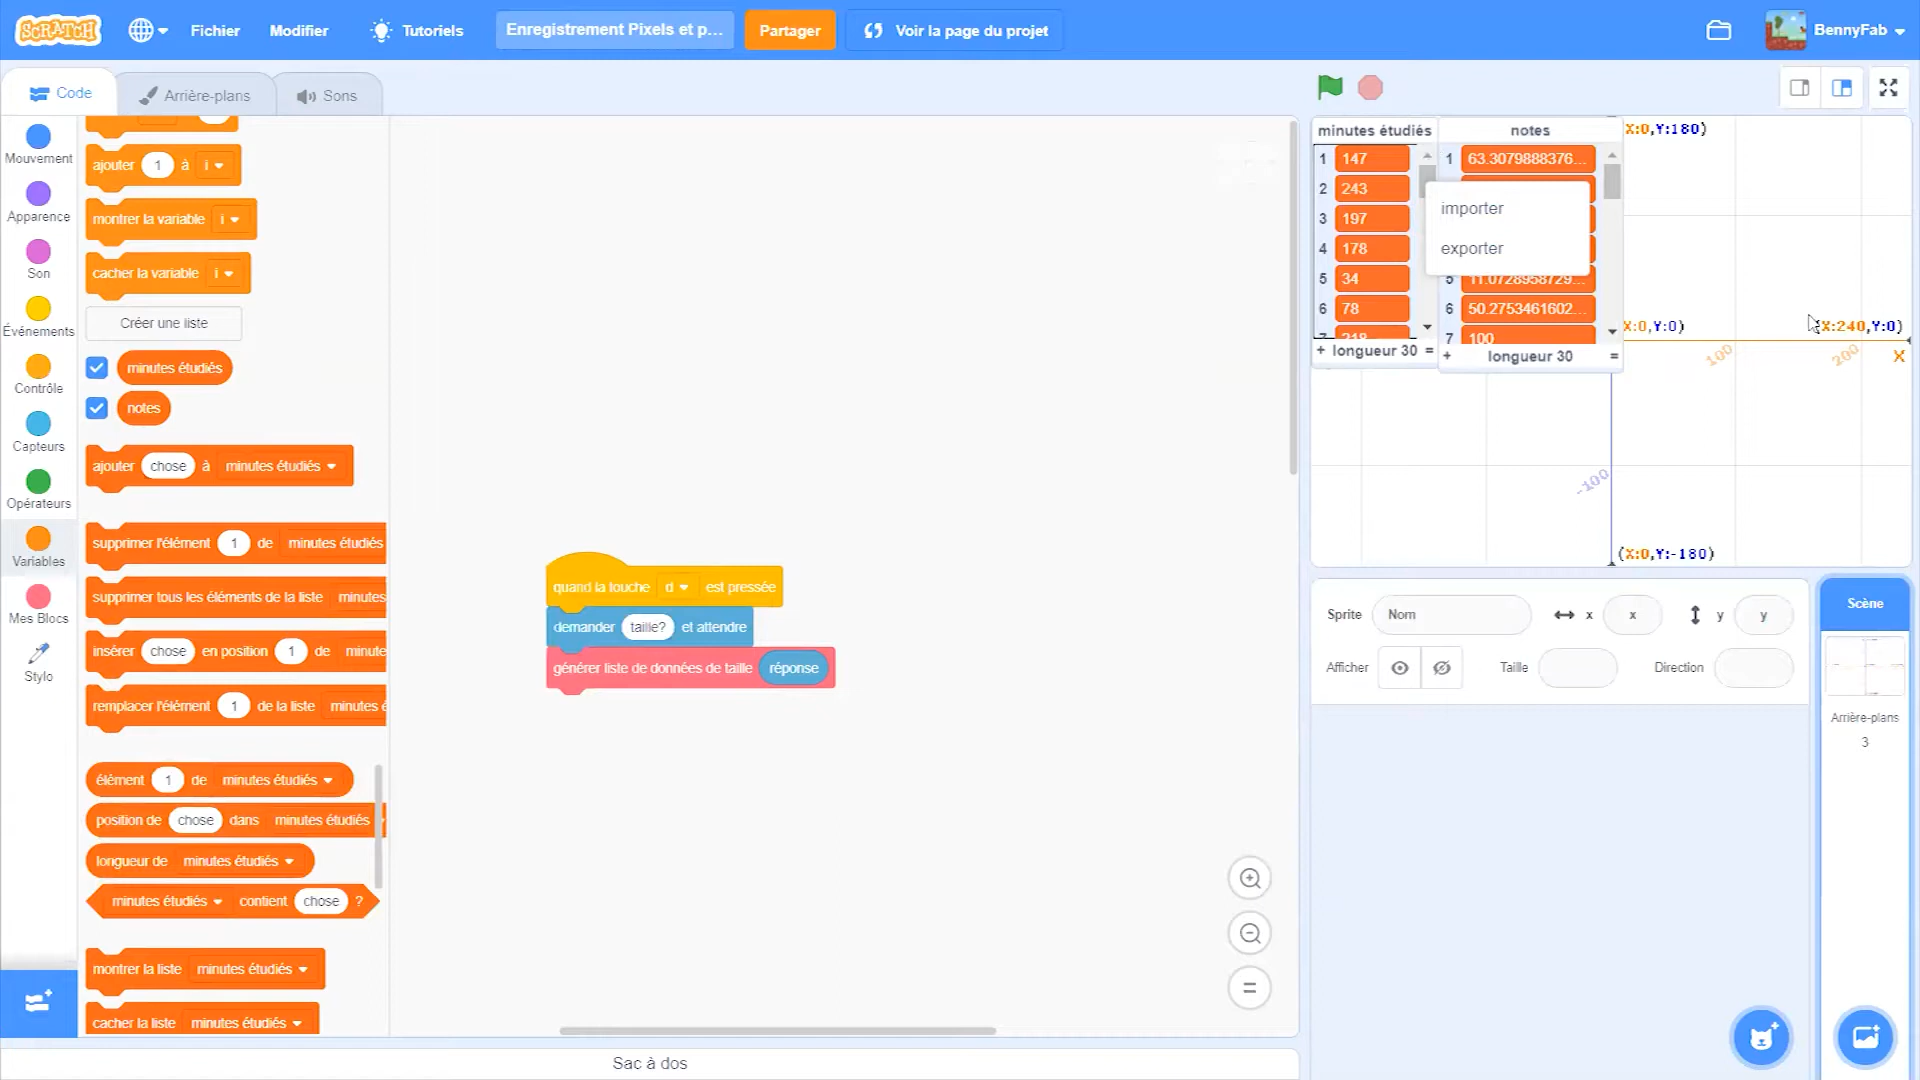 SCRATCH
Fichier
Modifier
Tutoriels
Enregistrement Pixels et p...
Partager
Voir la page du projet
BennyFab
Code
Arrière-plans
Sons
Mouvement
Apparence
Son
Événements
Contrôle
Capteurs
Opérateurs
Variables
Mes Blocs
Stylo
ajouter 1 à i
montrer la variable i
cacher la variable i
Créer une liste
minutes étudiés
notes
ajouter chose à minutes étudiés
supprimer l'élément 1 de minutes étudiés
supprimer tous les éléments de la liste minutes
insérer chose en position 1 de minute
remplacer l'élément 1 de la liste minutes é
élément 1 de minutes étudiés
position de chose dans minutes étudiés
longueur de minutes étudiés
minutes étudiés contient chose ?
montrer la liste minutes étudiés
cacher la liste minutes étudiés
quand la touche d est pressée
demander taille? et attendre
générer liste de données de taille réponse
Sac à dos
minutes étudiés
1 147
2 243
3 197
4 178
5 34
6 78
7 218
+ longueur 30 =
notes
1 63.3079888376...
5 11.0728958729...
6 50.2753461602...
7 100
+ longueur 30 =
importer
exporter
X:0,Y:180)
X:0,Y:0)
(X:240,Y:0)
100
200
X
-100
(X:0,Y:-180)
Sprite Nom x x y y
Afficher Taille Direction
Scène
Arrière-plans
3